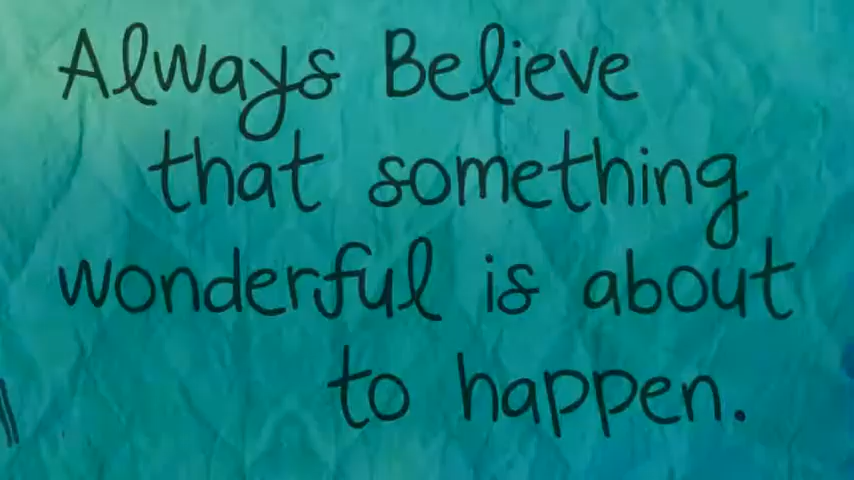 Always Believe
that something
wonderful is about
to happen.